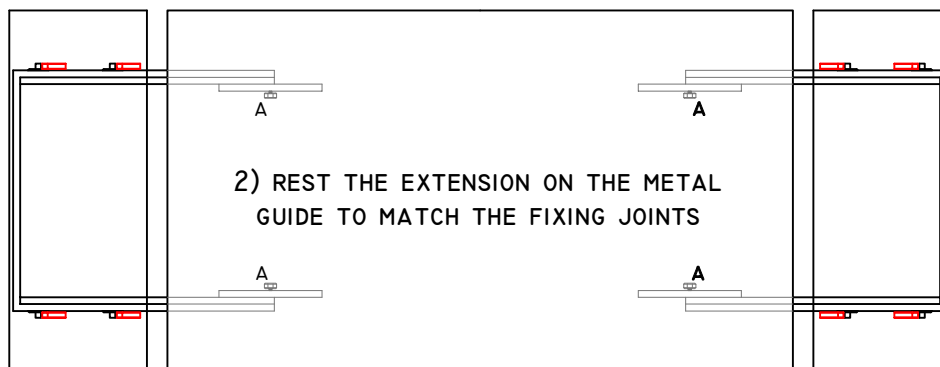 A A
2) REST THE EXTENSION ON THE METAL
GUIDE TO MATCH THE FIXING JOINTS
A A